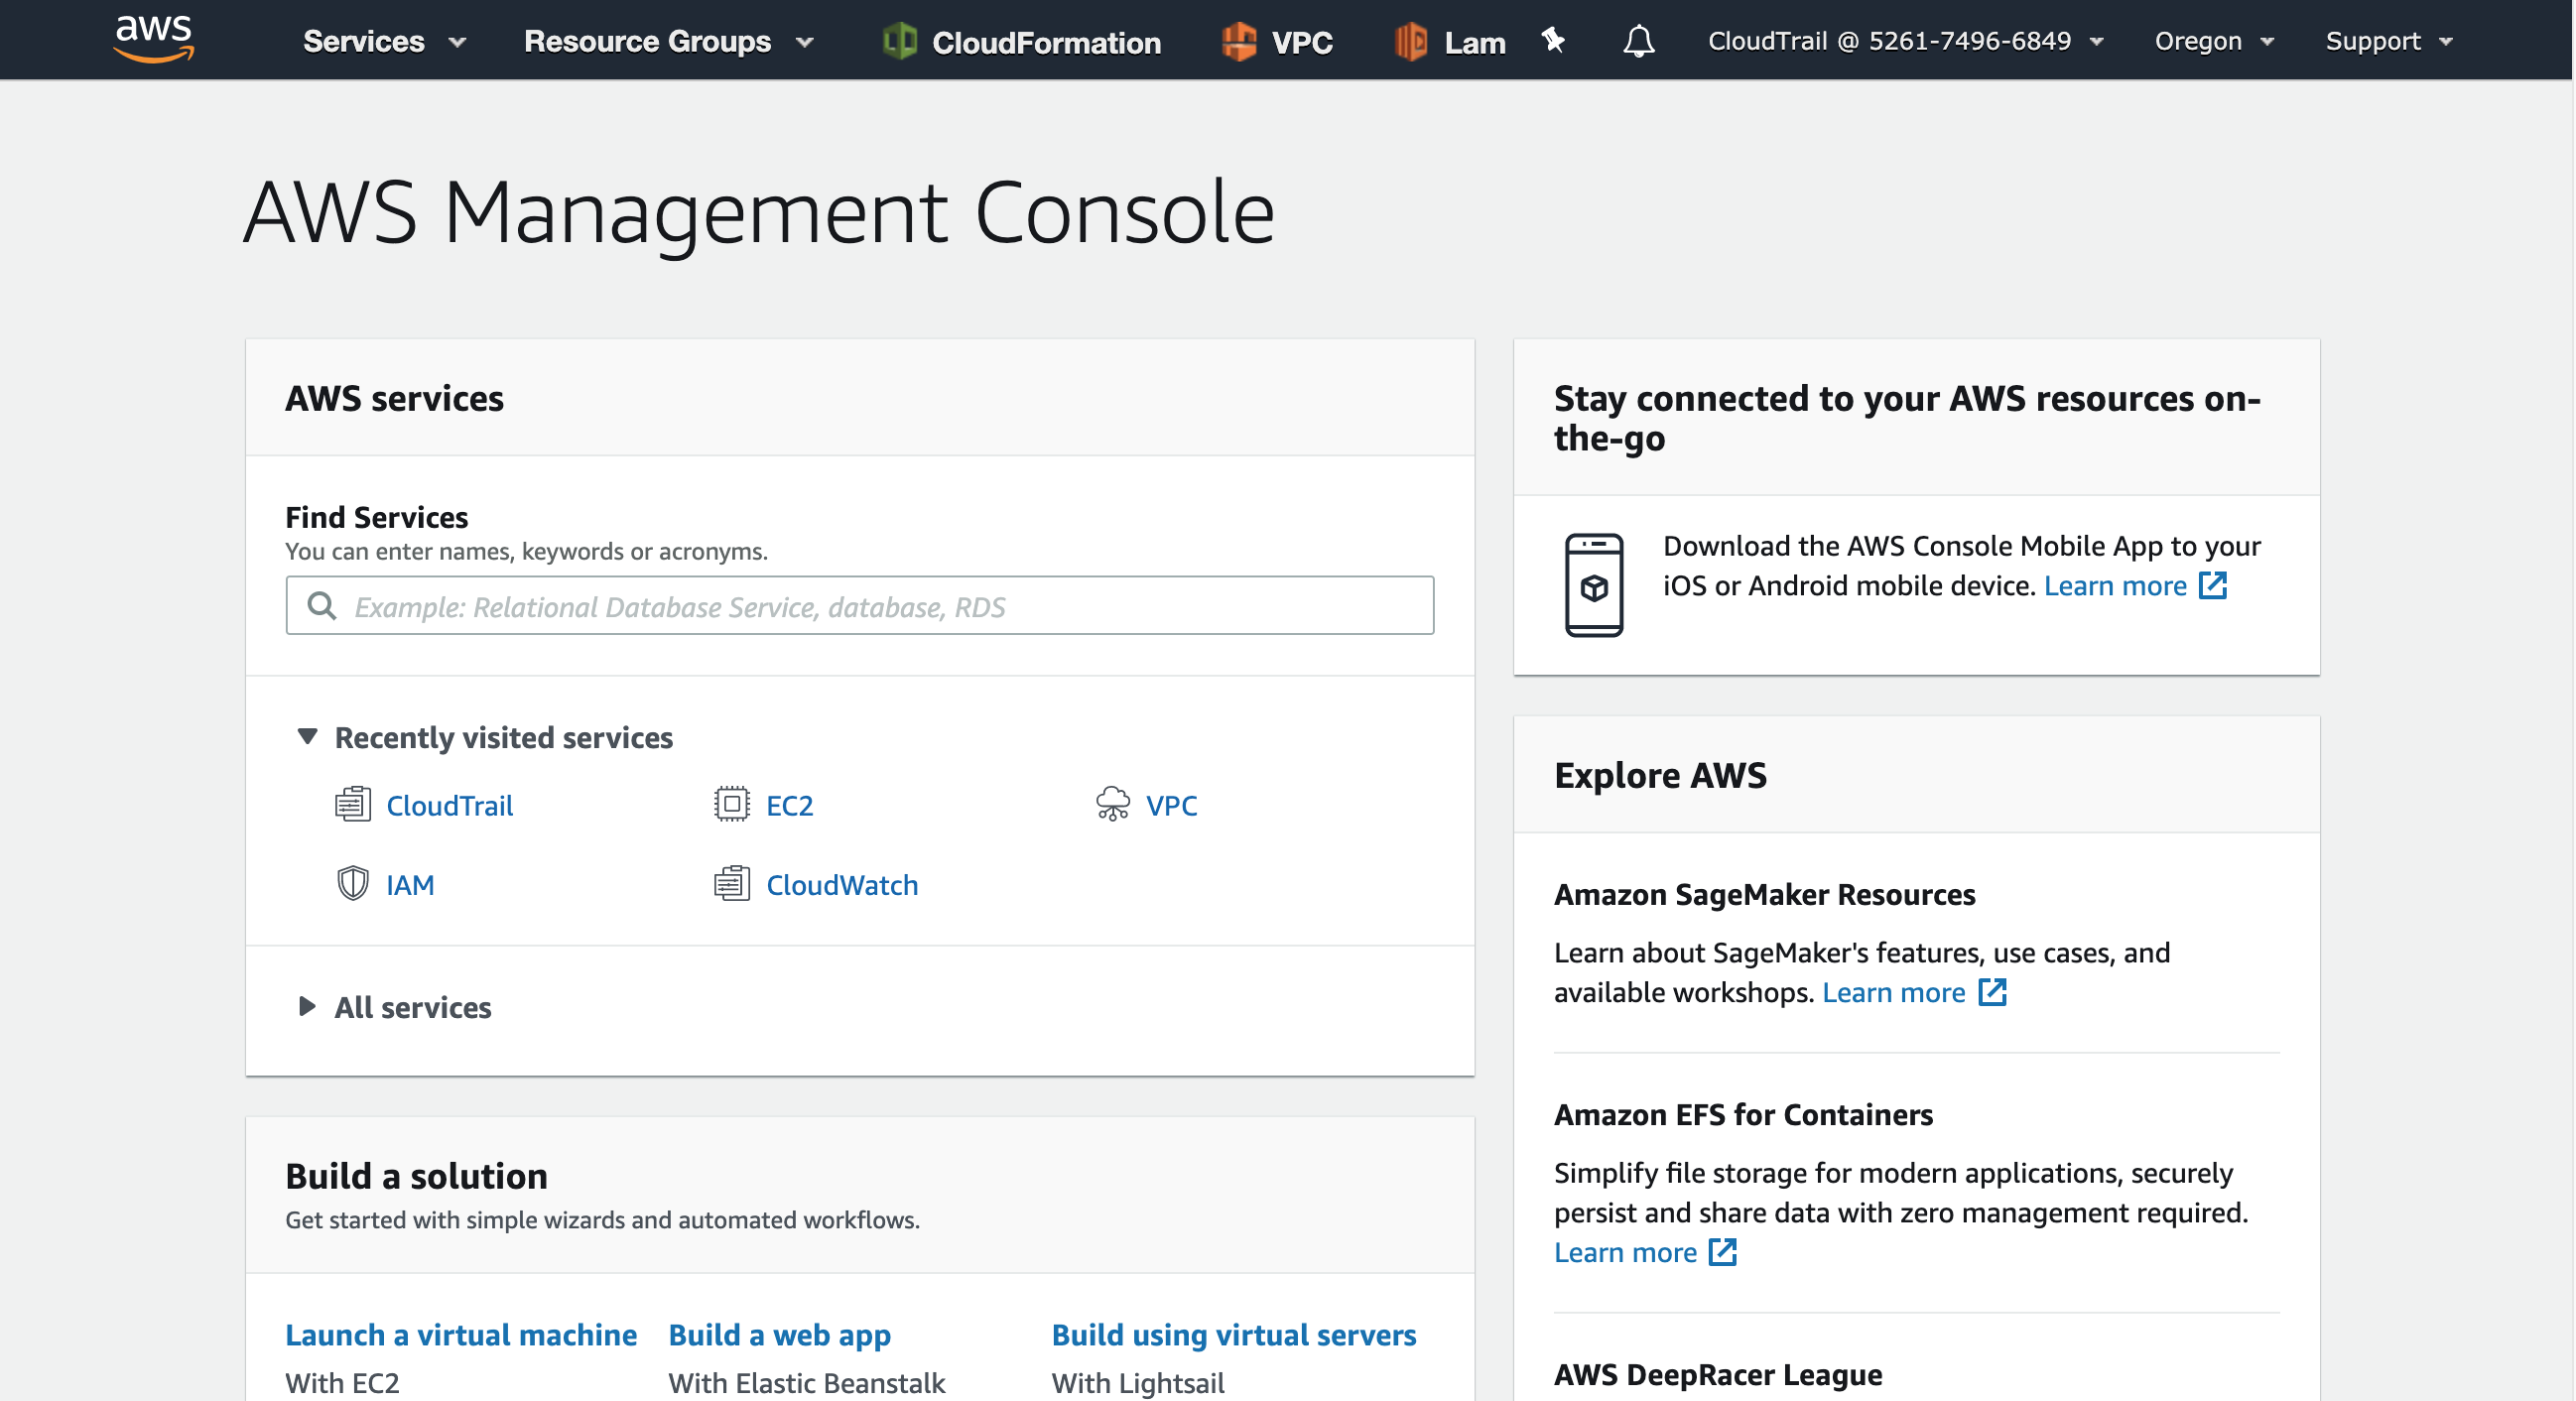 aws Services Resource Groups CloudFormation VPC Lam CloudTrail @ 5261-7496-6849 Oregon Support
AWS Management Console
AWS services
Find Services
You can enter names, keywords or acronyms.
Example: Relational Database Service, database, RDS
Recently visited services
CloudTrail EC2 VPC
IAM CloudWatch
All services
Build a solution
Get started with simple wizards and automated workflows.
Launch a virtual machine Build a web app Build using virtual servers
With EC2 With Elastic Beanstalk With Lightsail
Stay connected to your AWS resources on-
the-go
Download the AWS Console Mobile App to your
iOS or Android mobile device. Learn more
Explore AWS
Amazon SageMaker Resources
Learn about SageMaker's features, use cases, and
available workshops. Learn more
Amazon EFS for Containers
Simplify file storage for modern applications, securely
persist and share data with zero management required.
Learn more
AWS DeepRacer League